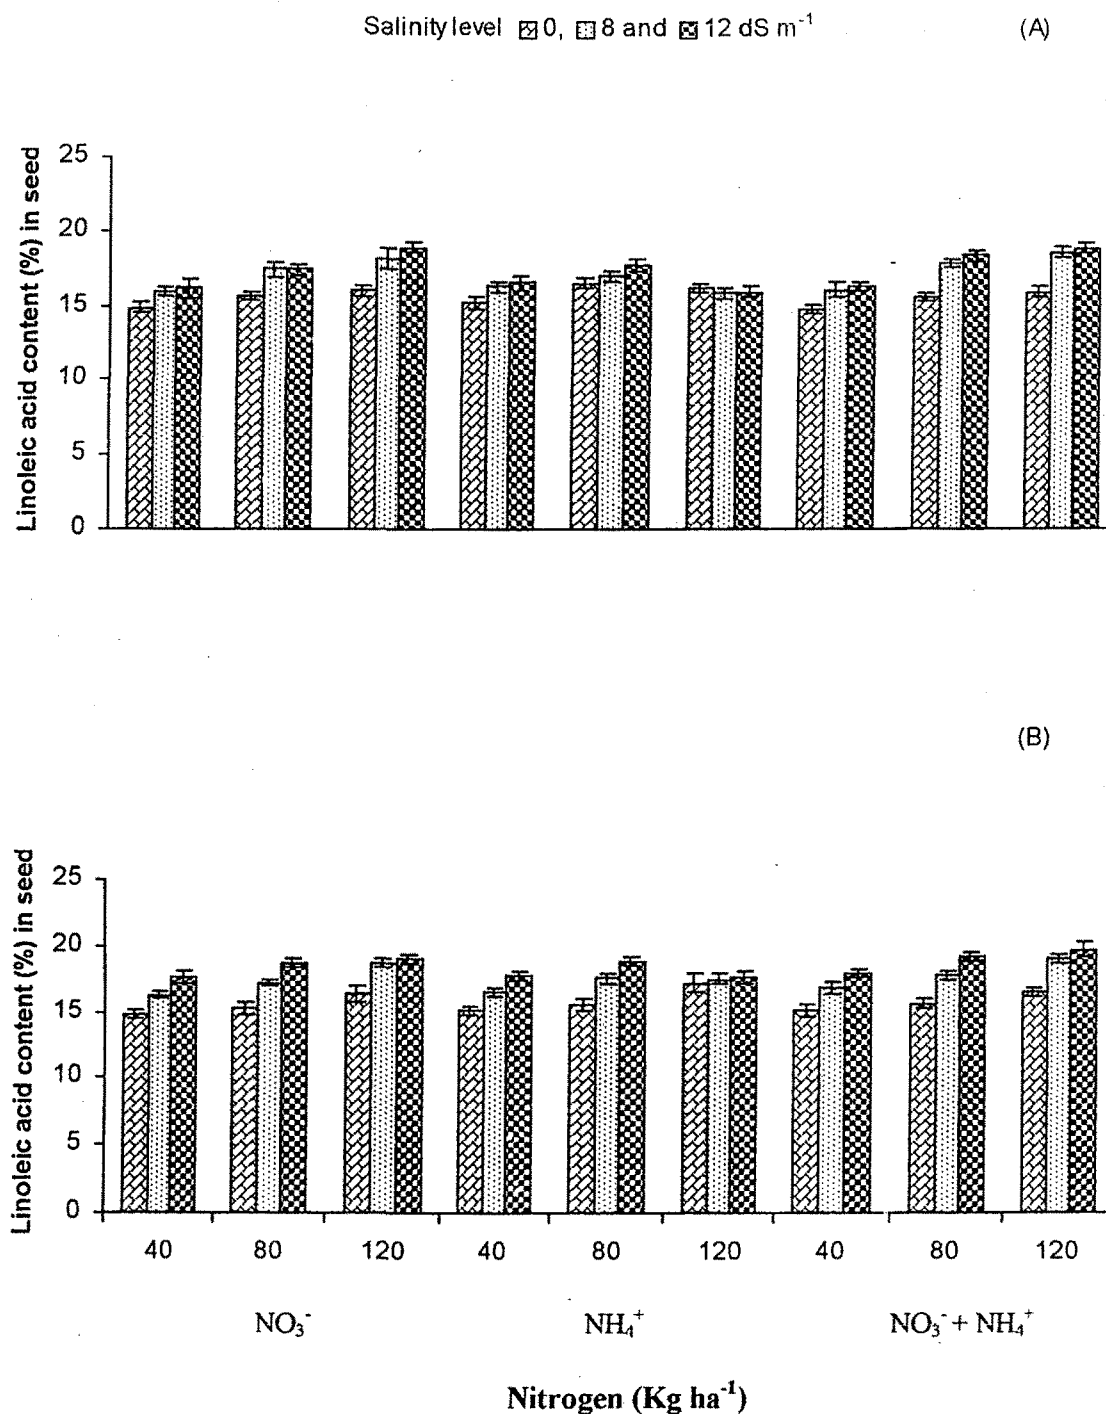 Salinity level 0, 8 and 12 dS m⁻¹ (A)
Linoleic acid content (%) in seed
25
20
15
10
5
0
(B)
Linoleic acid content (%) in seed
25
20
15
10
5
0
40 80 120 40 80 120 40 80 120
NO₃⁻ NH₄⁺ NO₃⁻ + NH₄⁺
Nitrogen (Kg ha⁻¹)